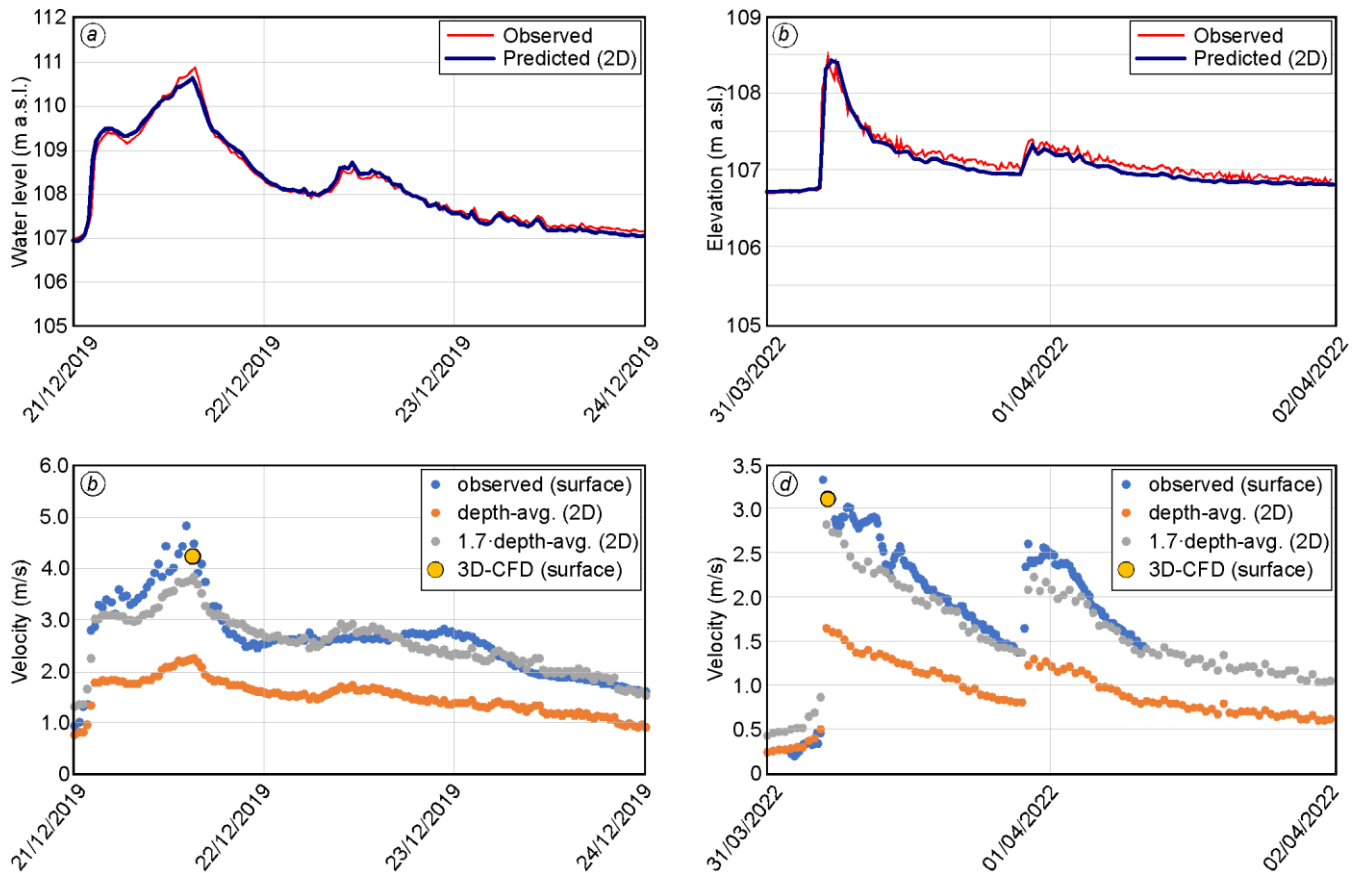 a
Observed
Predicted (2D)
Water level (m a.s.l.)
112
111
110
109
108
107
106
105
21/12/2019
22/12/2019
23/12/2019
24/12/2019
b
Observed
Predicted (2D)
Elevation (m a.sl.)
109
108
107
106
105
31/03/2022
01/04/2022
02/04/2022
b
observed (surface)
depth-avg. (2D)
1.7·depth-avg. (2D)
3D-CFD (surface)
Velocity (m/s)
6.0
5.0
4.0
3.0
2.0
1.0
0
21/12/2019
22/12/2019
23/12/2019
24/12/2019
d
observed (surface)
depth-avg. (2D)
1.7·depth-avg. (2D)
3D-CFD (surface)
Velocity (m/s)
3.5
3.0
2.5
2.0
1.5
1.0
0.5
0
31/03/2022
01/04/2022
02/04/2022